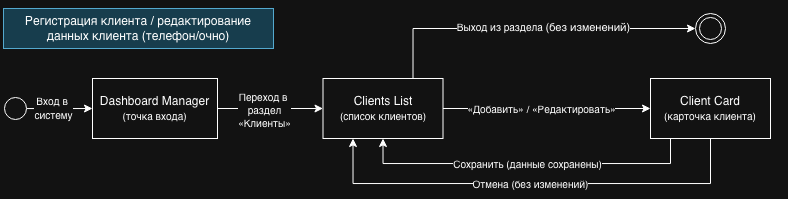 Регистрация клиента / редактирование
данных клиента (телефон/очно)
Выход из раздела (без изменений)
Вход в
систему
Dashboard Manager
(точка входа)
Переход в
раздел
«Клиенты»
Clients List
(список клиентов)
«Добавить» / «Редактировать»
Client Card
(карточка клиента)
Сохранить (данные сохранены)
Отмена (без изменений)